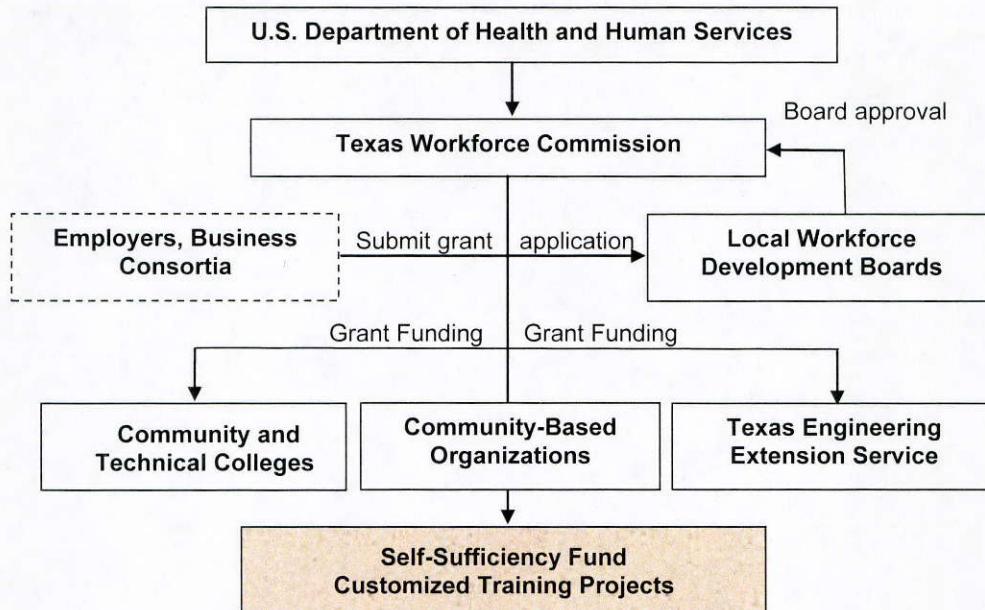 U.S. Department of Health and Human Services
Board approval
Texas Workforce Commission
Employers, Business
Consortia
Submit grant application
Local Workforce
Development Boards
Grant Funding
Grant Funding
Community and
Technical Colleges
Community-Based
Organizations
Texas Engineering
Extension Service
Self-Sufficiency Fund
Customized Training Projects